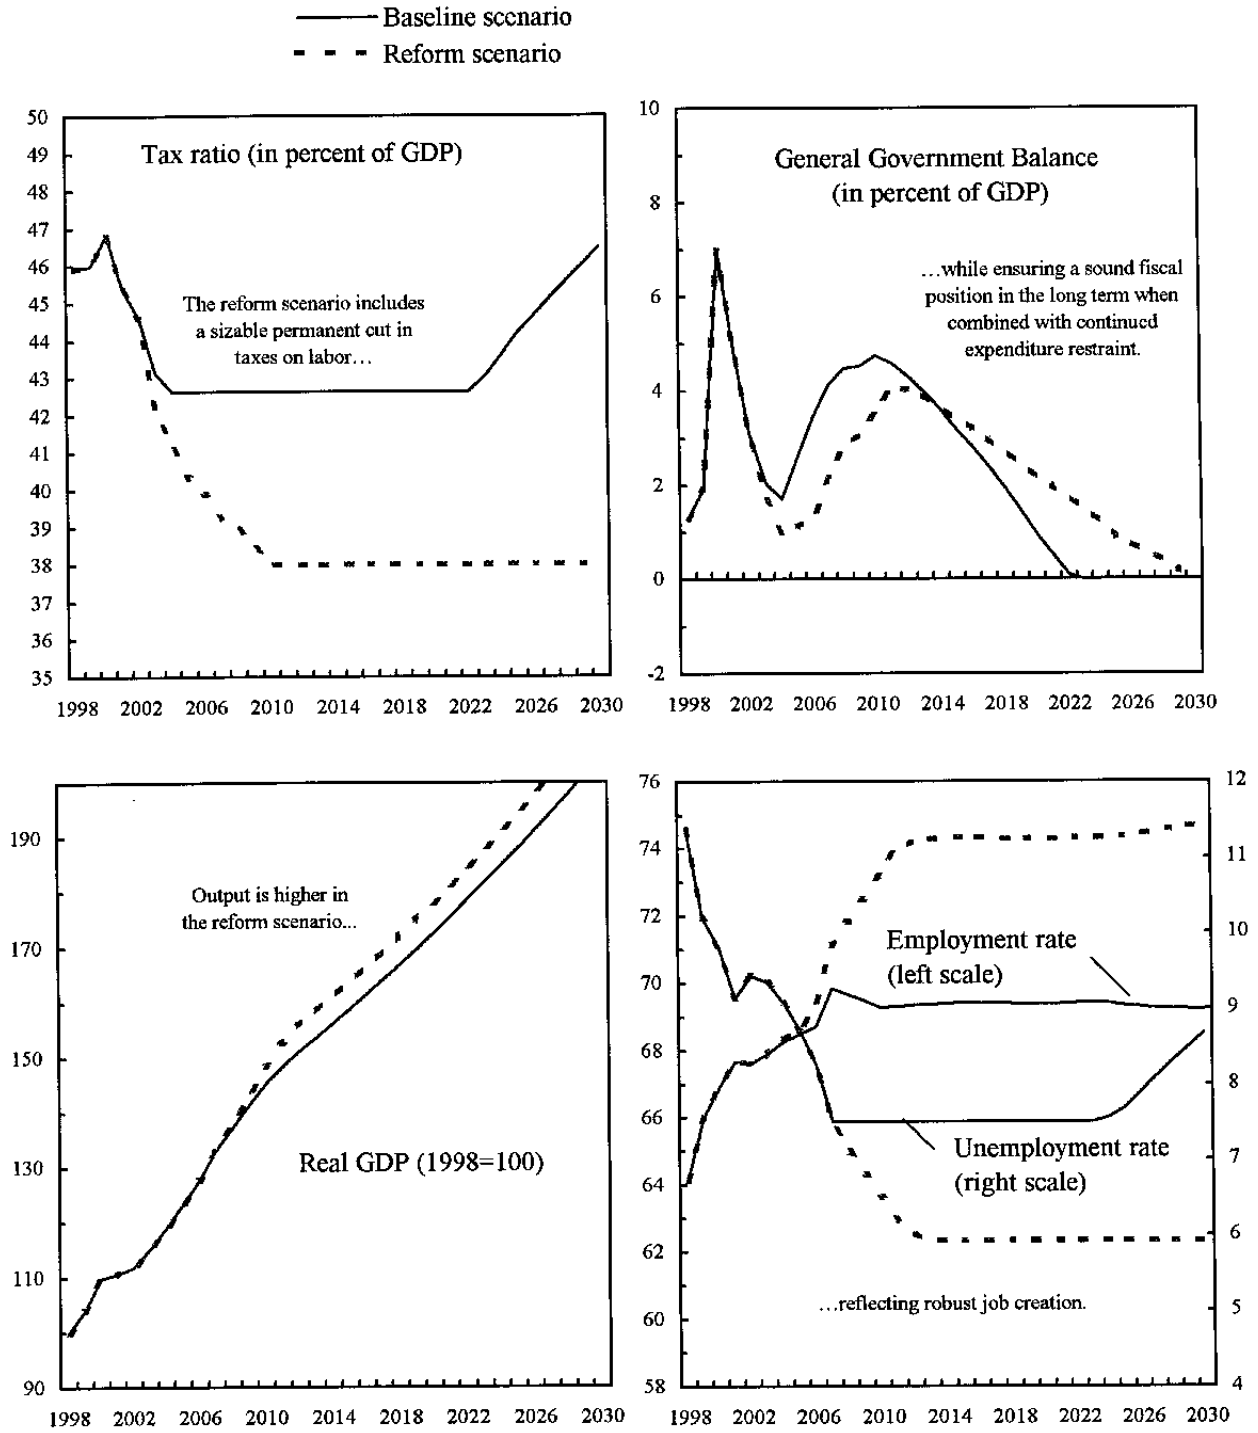 Baseline scenario
Reform scenario
50
49
48
47
46
45
44
43
42
41
40
39
38
37
36
35
Tax ratio (in percent of GDP)
The reform scenario includes
a sizable permanent cut in
taxes on labor…
1998 2002 2006 2010 2014 2018 2022 2026 2030
10
8
6
4
2
0
-2
General Government Balance
(in percent of GDP)
…while ensuring a sound fiscal
position in the long term when
combined with continued
expenditure restraint.
1998 2002 2006 2010 2014 2018 2022 2026 2030
190
170
150
130
110
90
Output is higher in
the reform scenario...
Real GDP (1998=100)
1998 2002 2006 2010 2014 2018 2022 2026 2030
76
74
72
70
68
66
64
62
60
58
Employment rate
(left scale)
Unemployment rate
(right scale)
…reflecting robust job creation.
12
11
10
9
8
7
6
5
4
1998 2002 2006 2010 2014 2018 2022 2026 2030